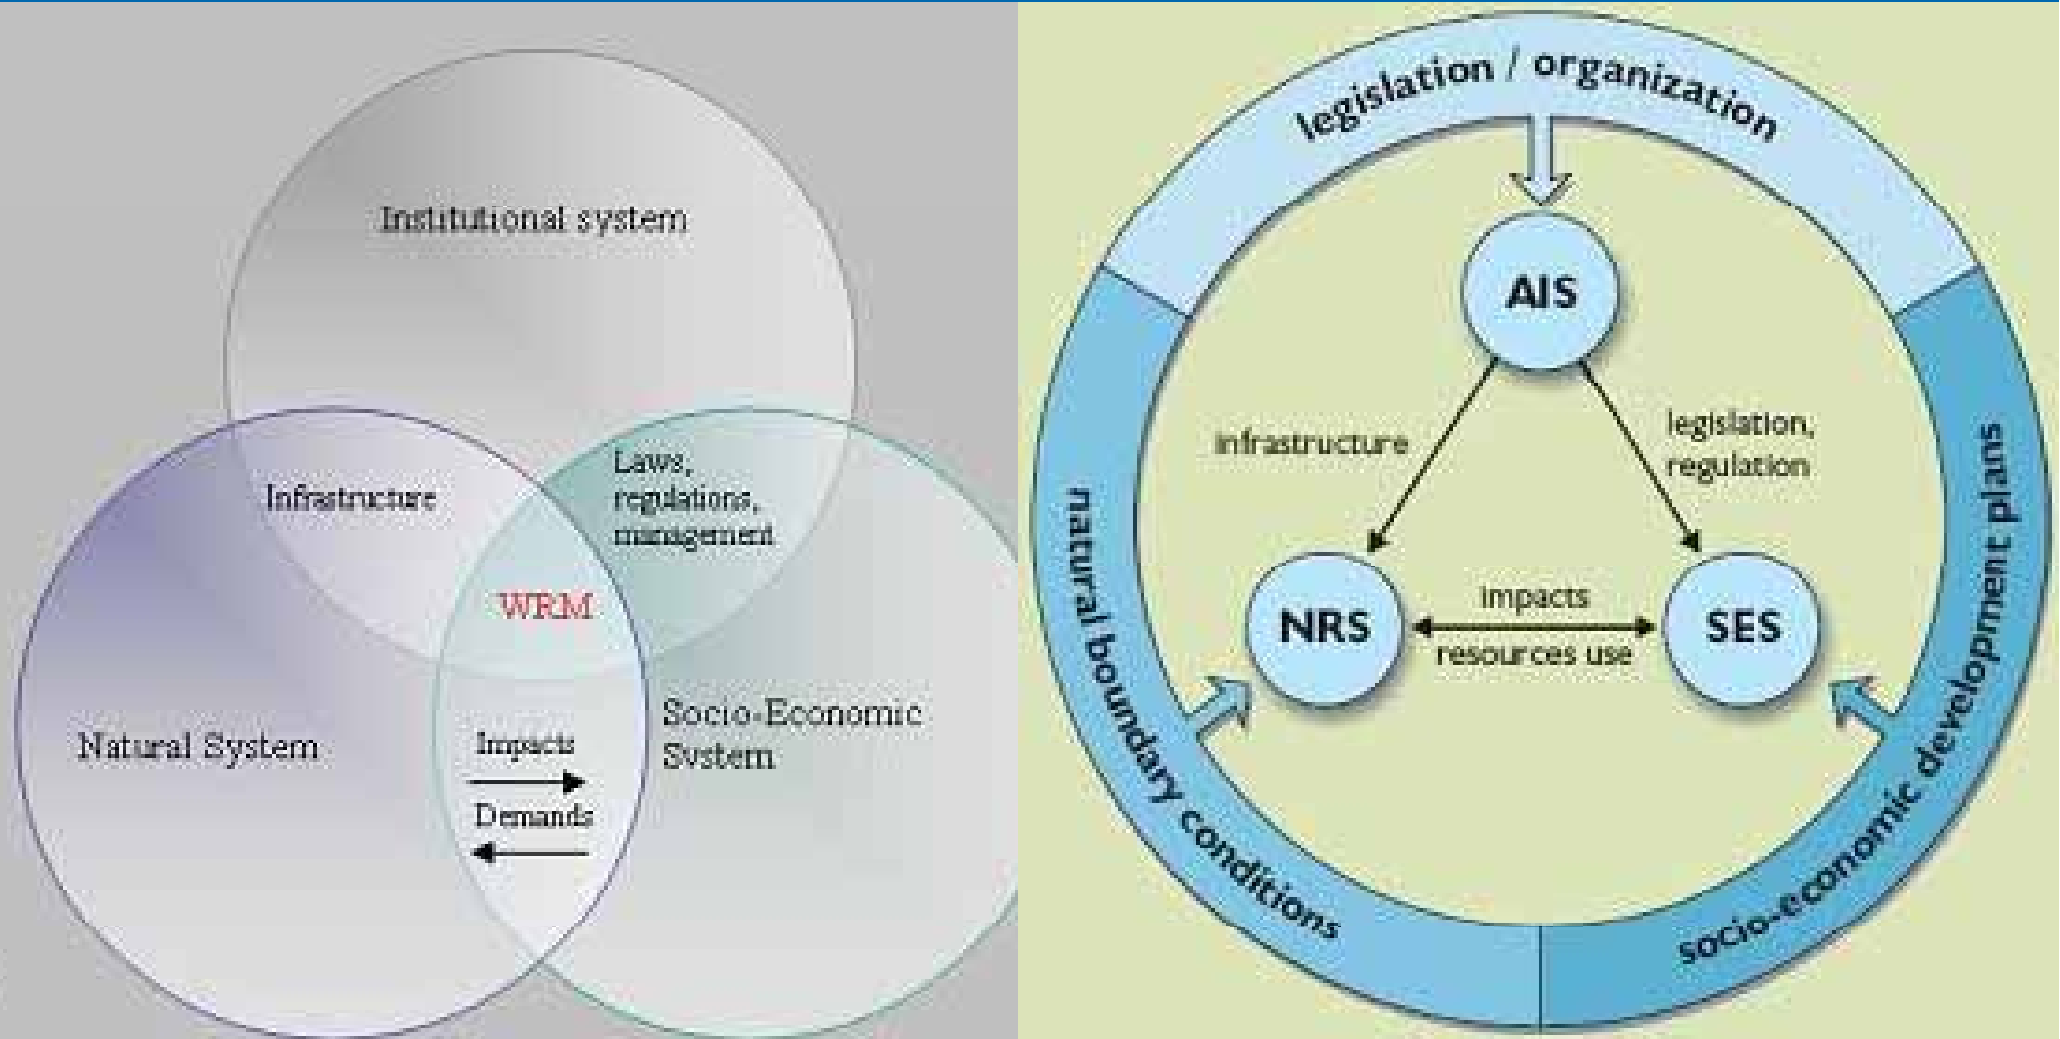 Institutional system
Infrastructure
Laws,
regulations,
management
WRM
Natural System
Socio-Economic
System
Impacts
Demands
legislation / organization
AIS
infrastructure
legislation,
regulation
NRS
impacts
resources use
SES
natural boundary conditions
socio-economic development plans